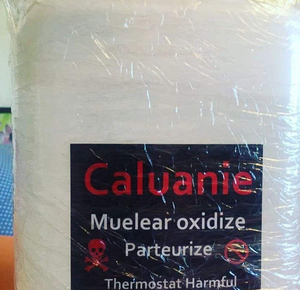 Caluanie
Muelear oxidize
Parteurize
Thermostat Harmful